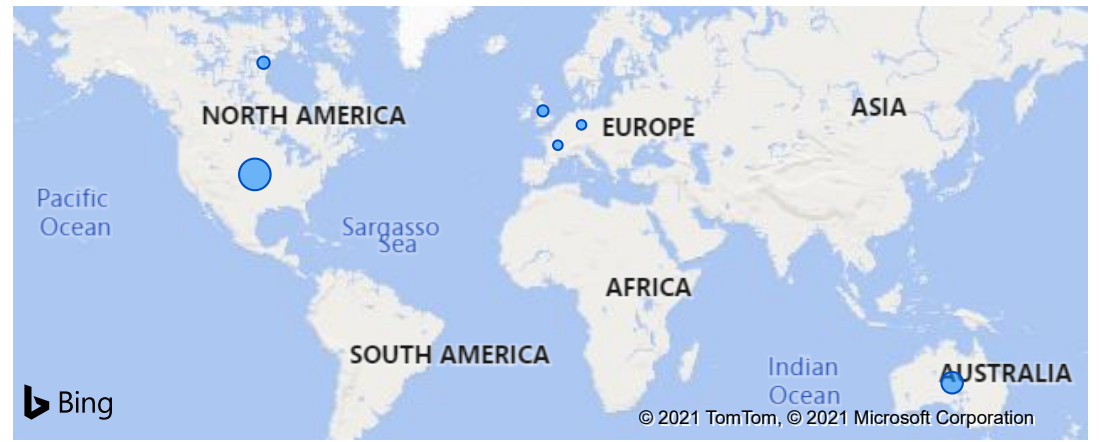 NORTH AMERICA
ASIA
EUROPE
Pacific
Ocean
Sargasso
Sea
AFRICA
SOUTH AMERICA
Indian
Ocean
AUSTRALIA
Bing
© 2021 TomTom, © 2021 Microsoft Corporation